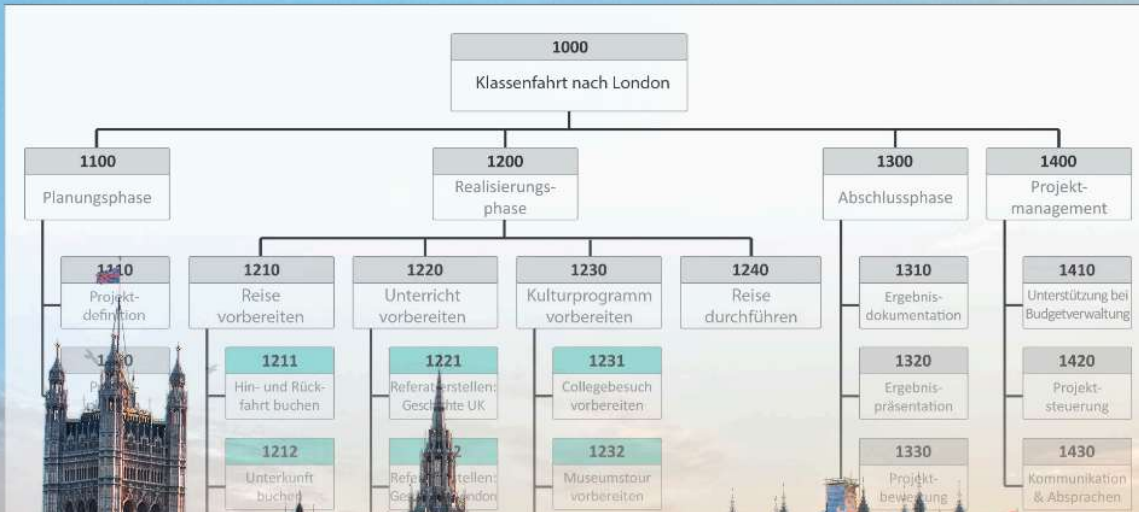 1000
Klassenfahrt nach London
1100
Planungsphase
1200
Realisierungs-
phase
1300
Abschlussphase
1400
Projekt-
management
1110
Projekt-
definition
1210
Reise
vorbereiten
1220
Unterricht
vorbereiten
1230
Kulturprogramm
vorbereiten
1240
Reise
durchführen
1310
Ergebnis-
dokumentation
1410
Unterstützung bei
Budgetverwaltung
1211
Hin- und Rück-
fahrt buchen
1221
Referat erstellen:
Geschichte UK
1231
Collegebesuch
vorbereiten
1320
Ergebnis-
präsentation
1420
Projekt-
steuerung
1212
Unterkunft
buchen
1232
Museumstour
vorbereiten
1330
Projekt-
bewertung
1430
Kommunikation
& Absprachen